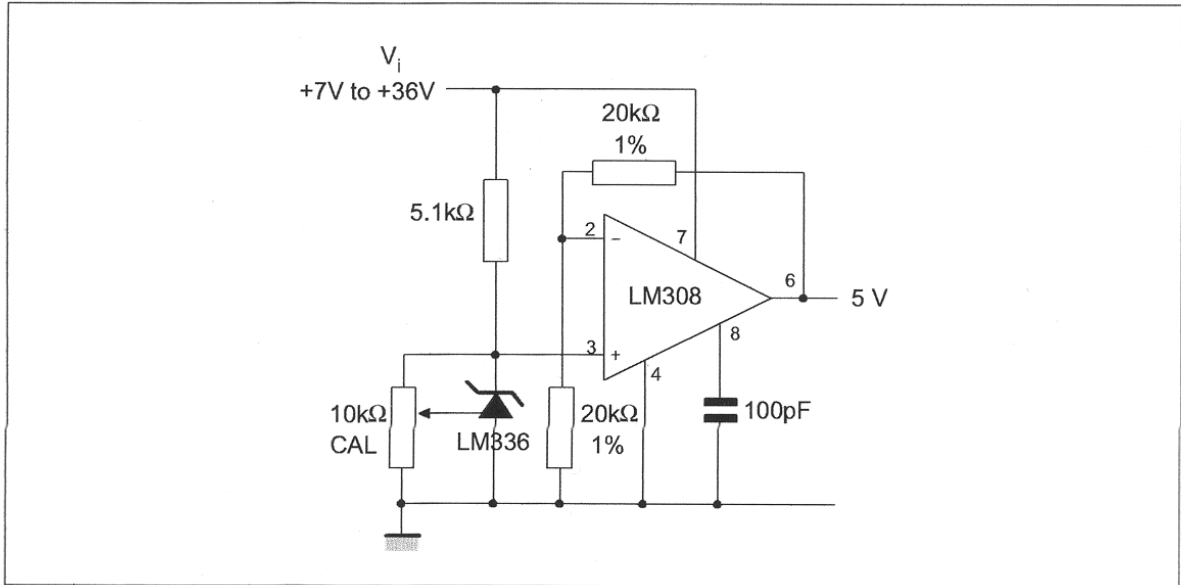 Vi
+7V to +36V
20kΩ
1%
5.1kΩ
2
−
7
LM308
6
5 V
8
3
+
4
10kΩ
CAL
LM336
20kΩ
1%
100pF